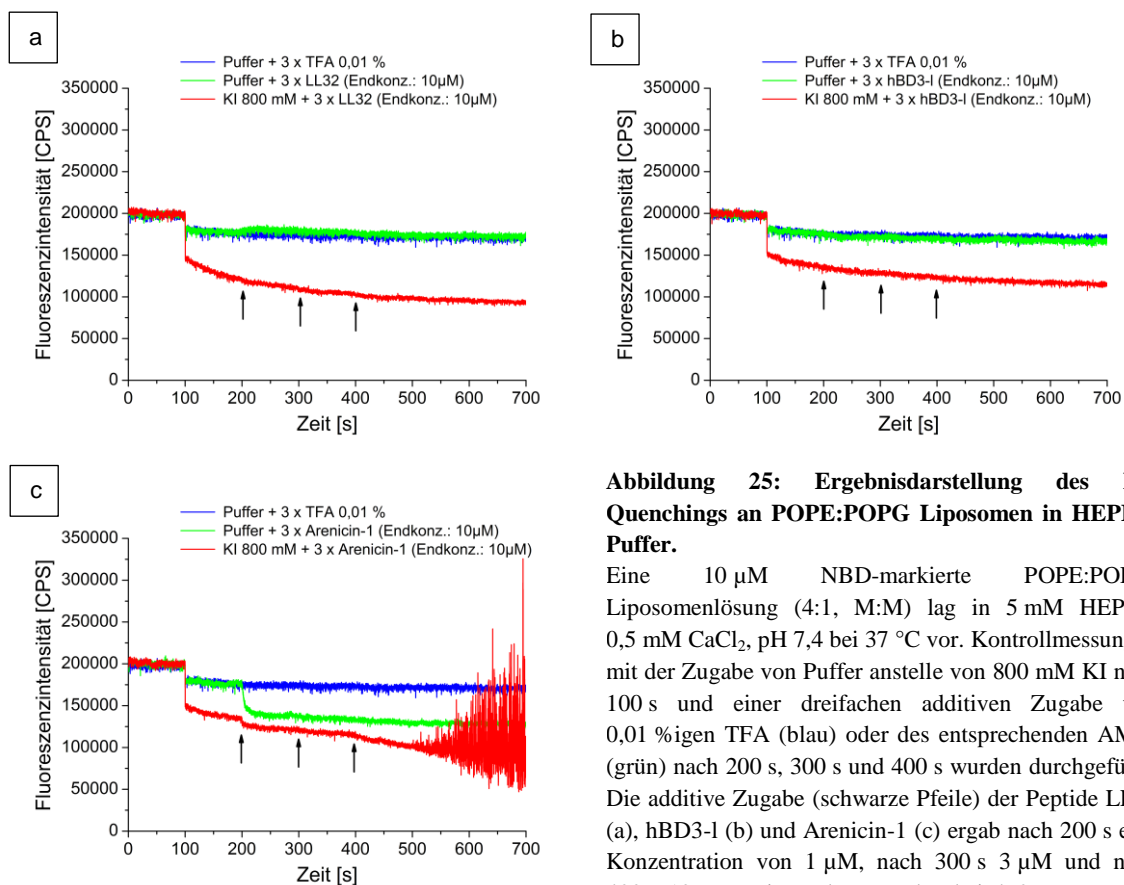 a
Puffer + 3 x TFA 0,01 %
Puffer + 3 x LL32 (Endkonz.: 10µM)
KI 800 mM + 3 x LL32 (Endkonz.: 10µM)
350000
300000
250000
200000
150000
100000
50000
0
Fluoreszenzintensität [CPS]
0 100 200 300 400 500 600 700
Zeit [s]
b
Puffer + 3 x TFA 0,01 %
Puffer + 3 x hBD3-l (Endkonz.: 10µM)
KI 800 mM + 3 x hBD3-l (Endkonz.: 10µM)
350000
300000
250000
200000
150000
100000
50000
0
Fluoreszenzintensität [CPS]
0 100 200 300 400 500 600 700
Zeit [s]
c
Puffer + 3 x TFA 0,01 %
Puffer + 3 x Arenicin-1 (Endkonz.: 10µM)
KI 800 mM + 3 x Arenicin-1 (Endkonz.: 10µM)
350000
300000
250000
200000
150000
100000
50000
0
Fluoreszenzintensität [CPS]
0 100 200 300 400 500 600 700
Zeit [s]
Abbildung 25: Ergebnisdarstellung des
Quenchings an POPE:POPG Liposomen in
Puffer.
Eine 10 µM NBD-markierte
Liposomenlösung (4:1, M:M) lag in 5 mM
0,5 mM CaCl₂, pH 7,4 bei 37 °C vor.
mit der Zugabe von Puffer anstelle von 800 mM KI
100 s und einer dreifachen additiven Zugabe
0,01 %igen TFA (blau) oder des entsprechenden
(grün) nach 200 s, 300 s und 400 s wurden
Die additive Zugabe (schwarze Pfeile) der Peptide
(a), hBD3-l (b) und Arenicin-1 (c) ergab nach 200 s
Konzentration von 1 µM, nach 300 s 3 µM und